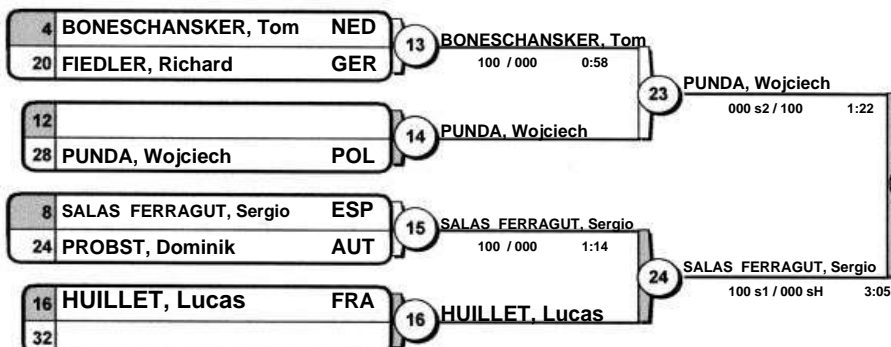 4 BONESCHANSKER, Tom NED
20 FIEDLER, Richard GER
13
BONESCHANSKER, Tom
100 / 000 0:58
12
28 PUNDA, Wojciech POL
14
PUNDA, Wojciech
23
PUNDA, Wojciech
000 s2 / 100 1:22
8 SALAS FERRAGUT, Sergio ESP
24 PROBST, Dominik AUT
15
SALAS FERRAGUT, Sergio
100 / 000 1:14
16 HUILLET, Lucas FRA
32
16
HUILLET, Lucas
24
SALAS FERRAGUT, Sergio
100 s1 / 000 sH 3:05